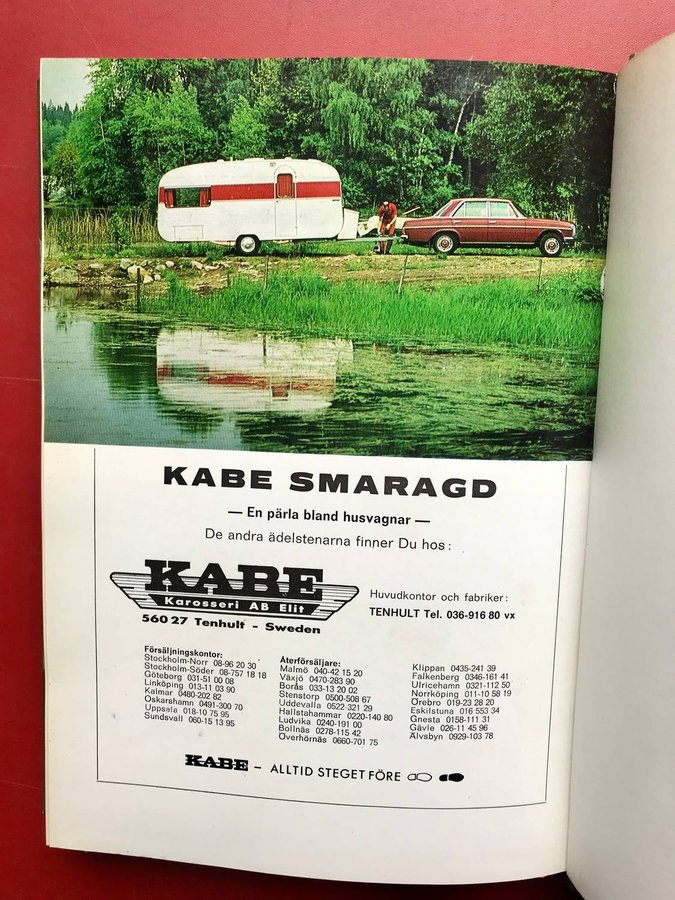 KABE SMARAGD
— En pärla bland husvagnar —
De andra ädelstenarna finner Du hos:
KABE
Karosseri AB Elit
560 27 Tenhult - Sweden
Huvudkontor och fabriker:
TENHULT Tel. 036-916 80 vx
Försäljningskontor:
Stockholm-Norr 08-96 20 30
Stockholm-Söder 08-757 18 18
Göteborg 031-51 00 08
Linköping 013-11 03 90
Kalmar 0480-202 82
Oskarshamn 0491-300 70
Uppsala 018-10 75 95
Sundsvall 060-15 13 95
Återförsäljare:
Malmö 040-42 15 20
Växjö 0470-283 90
Borås 033-13 20 02
Stenstorp 0500-508 67
Uddevalla 0522-321 29
Hallstahammar 0220-140 80
Ludvika 0240-191 00
Bollnäs 0278-115 42
Överhörnäs 0660-701 75
Klippan 0435-241 39
Falkenberg 0346-161 41
Ulricehamn 0321-112 50
Norrköping 011-10 58 19
Örebro 019-23 28 20
Eskilstuna 016 553 34
Gnesta 0158-111 31
Gävle 026-11 45 96
Älvsbyn 0929-103 78
KABE – ALLTID STEGET FÖRE